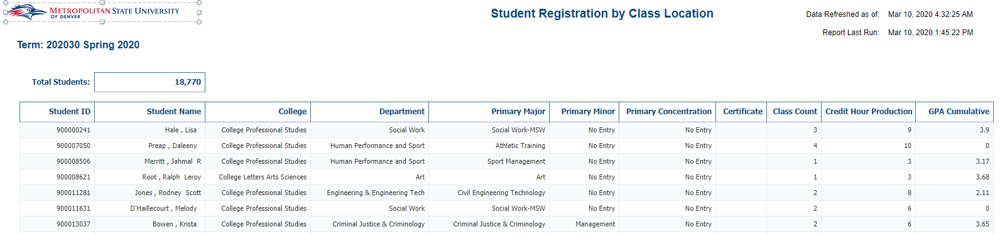 METROPOLITAN STATE UNIVERSITY
OF DENVER
Student Registration by Class Location
Data Refreshed as of: Mar 10, 2020 4:32:25 AM
Report Last Run: Mar 10, 2020 1:45:22 PM
Term: 202030 Spring 2020
Total Students: 18,770
Student ID Student Name College Department Primary Major Primary Minor Primary Concentration Certificate Class Count Credit Hour Production GPA Cumulative
900000241 Hale , Lisa College Professional Studies Social Work Social Work-MSW No Entry No Entry 3 9 3.9
900007050 Preap , Daleeny College Professional Studies Human Performance and Sport Athletic Training No Entry No Entry 4 10 0
900008506 Merritt , Jahmal R College Professional Studies Human Performance and Sport Sport Management No Entry No Entry 1 3 3.17
900008621 Root , Ralph Leroy College Letters Arts Sciences Art Art No Entry No Entry 1 3 3.68
900011281 Jones , Rodney Scott College Professional Studies Engineering & Engineering Tech Civil Engineering Technology No Entry No Entry 2 8 2.11
900011631 D'Haillecourt , Melody College Professional Studies Social Work Social Work-MSW No Entry No Entry 2 6 0
900013037 Bowen , Krista College Professional Studies Criminal Justice & Criminology Criminal Justice & Criminology Management No Entry 2 6 3.65